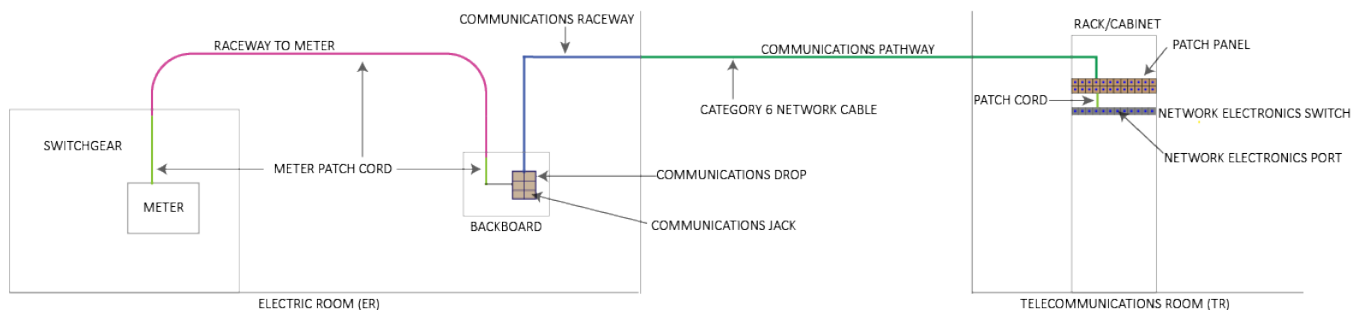 COMMUNICATIONS RACEWAY
RACK/CABINET
RACEWAY TO METER
COMMUNICATIONS PATHWAY
PATCH PANEL
PATCH CORD
CATEGORY 6 NETWORK CABLE
NETWORK ELECTRONICS SWITCH
SWITCHGEAR
NETWORK ELECTRONICS PORT
METER PATCH CORD
COMMUNICATIONS DROP
METER
BACKBOARD
COMMUNICATIONS JACK
ELECTRIC ROOM (ER)
TELECOMMUNICATIONS ROOM (TR)